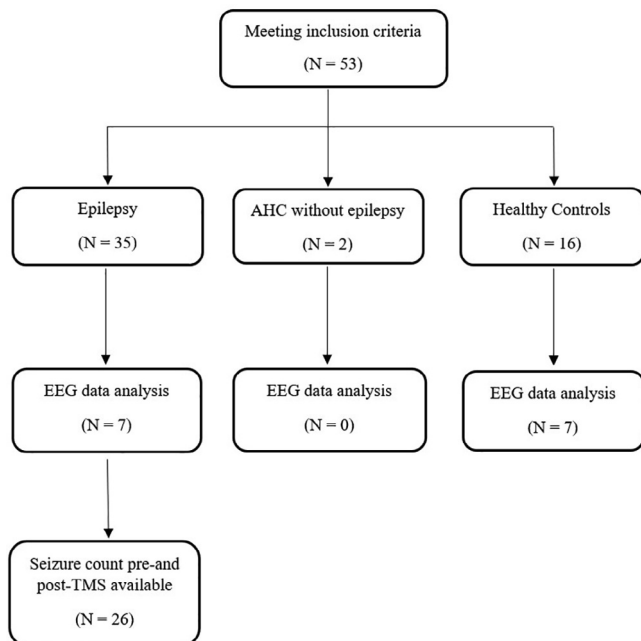 Meeting inclusion criteria
(N = 53)
Epilepsy
(N = 35)
AHC without epilepsy
(N = 2)
Healthy Controls
(N = 16)
EEG data analysis
(N = 7)
EEG data analysis
(N = 0)
EEG data analysis
(N = 7)
Seizure count pre-and
post-TMS available
(N = 26)